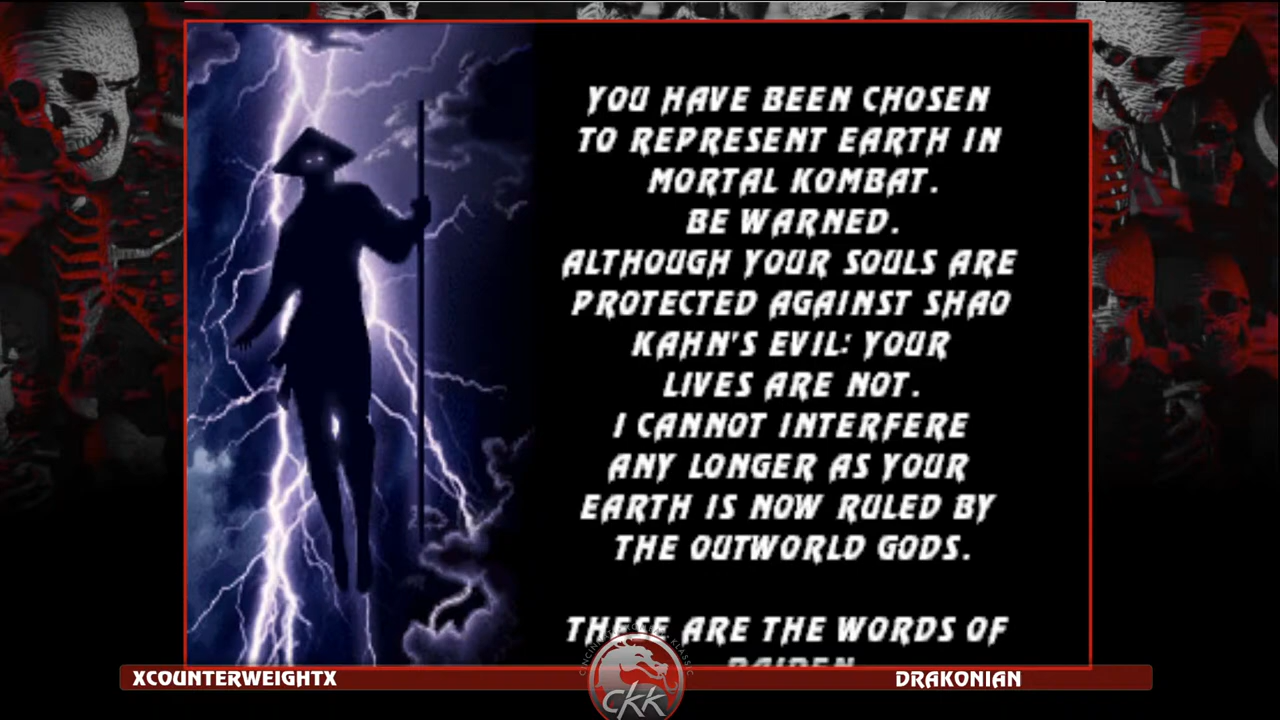 YOU HAVE BEEN CHOSEN
TO REPRESENT EARTH IN
MORTAL KOMBAT.
BE WARNED.
ALTHOUGH YOUR SOULS ARE
PROTECTED AGAINST SHAO
KAHN'S EVIL: YOUR
LIVES ARE NOT.
I CANNOT INTERFERE
ANY LONGER AS YOUR
EARTH IS NOW RULED BY
THE OUTWORLD GODS.
THESE ARE THE WORDS OF
RAIDEN
XCOUNTERWEIGHTX
DRAKONIAN
CKK